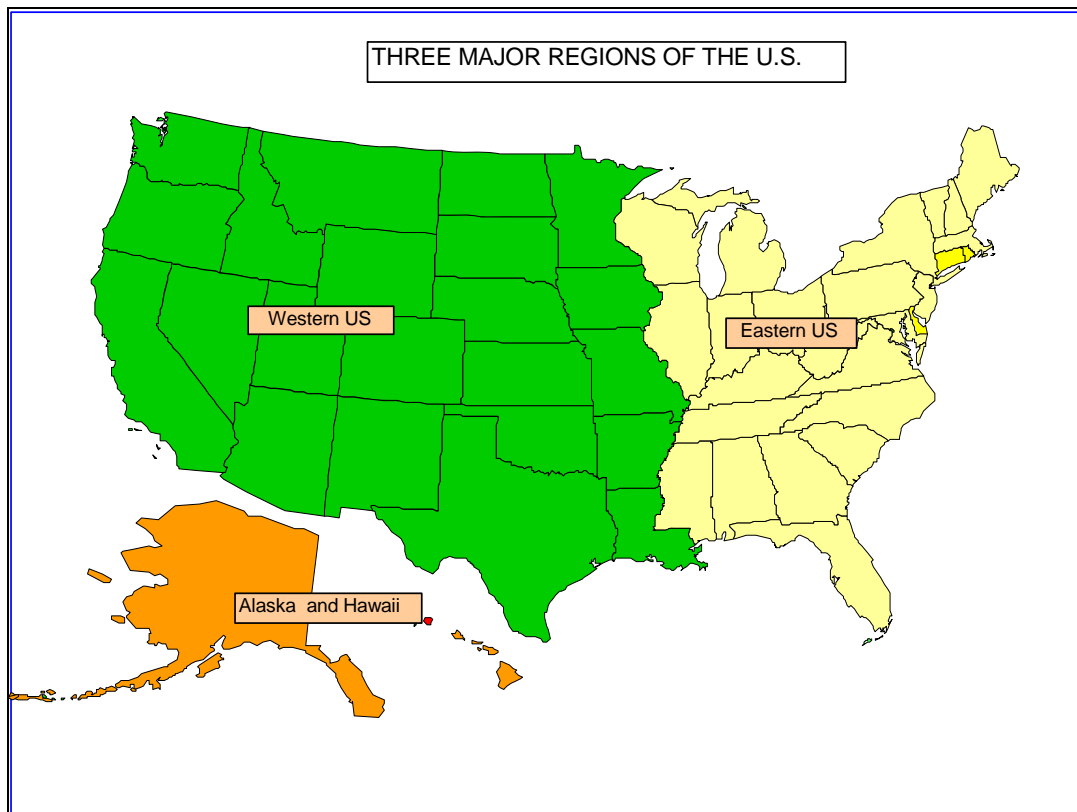 THREE MAJOR REGIONS OF THE U.S.
Western US
Eastern US
Alaska  and Hawaii